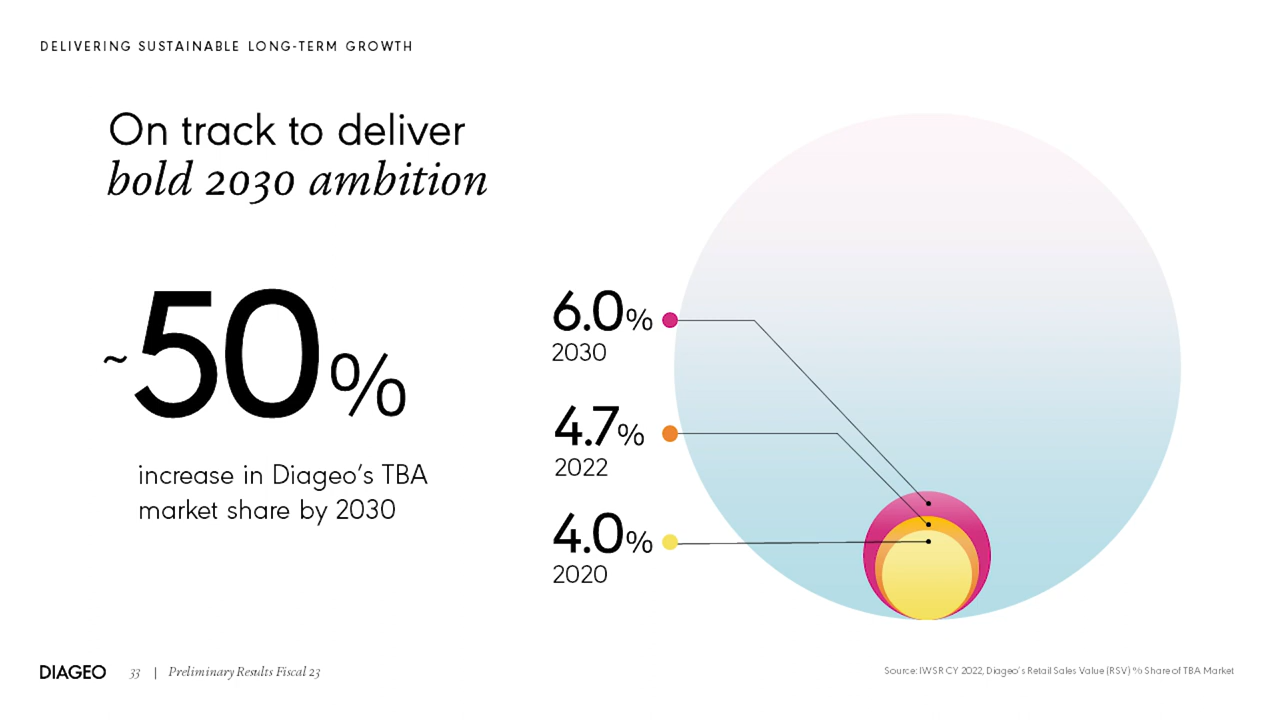 DELIVERING SUSTAINABLE LONG-TERM GROWTH
On track to deliver
bold 2030 ambition
~50%
increase in Diageo's TBA
market share by 2030
6.0%
2030
4.7%
2022
4.0%
2020
DIAGEO 33 | Preliminary Results Fiscal 23
Source: IWSR CY 2022, Diageo's Retail Sales Value (RSV) % Share of TBA Market